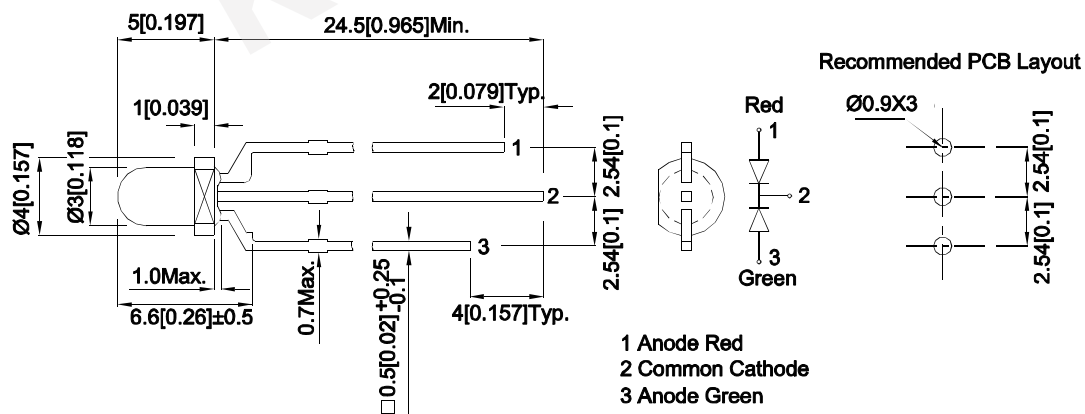 5[0.197]
24.5[0.965]Min.
Recommended PCB Layout
2[0.079]Typ.
1[0.039]
Red
Ø0.9X3
1
1
Ø4[0.157]
Ø3[0.118]
2.54[0.1]
2.54[0.1]
2
2
3
3
2.54[0.1]
2.54[0.1]
Green
1.0Max.
6.6[0.26]±0.5
0.7Max.
□0.5[0.02]+0.25
-0.1
4[0.157]Typ.
1 Anode Red
2 Common Cathode
3 Anode Green